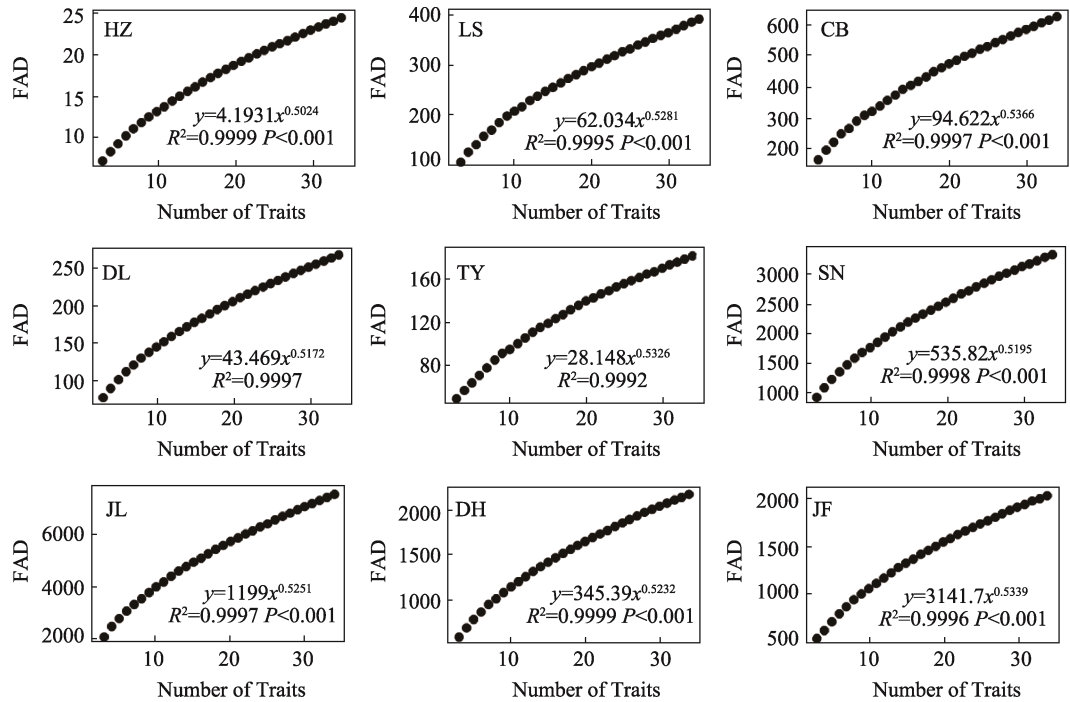 HZ
FAD
25
20
15
10
y=4.1931x^0.5024
R²=0.9999 P<0.001
10 20 30
Number of Traits
LS
FAD
400
300
200
100
y=62.034x^0.5281
R²=0.9995 P<0.001
10 20 30
Number of Traits
CB
FAD
600
500
400
300
200
y=94.622x^0.5366
R²=0.9997 P<0.001
10 20 30
Number of Traits
DL
FAD
250
200
150
100
y=43.469x^0.5172
R²=0.9997
10 20 30
Number of Traits
TY
FAD
160
120
80
y=28.148x^0.5326
R²=0.9992
10 20 30
Number of Traits
SN
FAD
3000
2500
2000
1500
1000
y=535.82x^0.5195
R²=0.9998 P<0.001
10 20 30
Number of Traits
JL
FAD
6000
4000
2000
y=1199x^0.5251
R²=0.9997 P<0.001
10 20 30
Number of Traits
DH
FAD
2000
1500
1000
y=345.39x^0.5232
R²=0.9999 P<0.001
10 20 30
Number of Traits
JF
FAD
2000
1500
1000
500
y=3141.7x^0.5339
R²=0.9996 P<0.001
10 20 30
Number of Traits